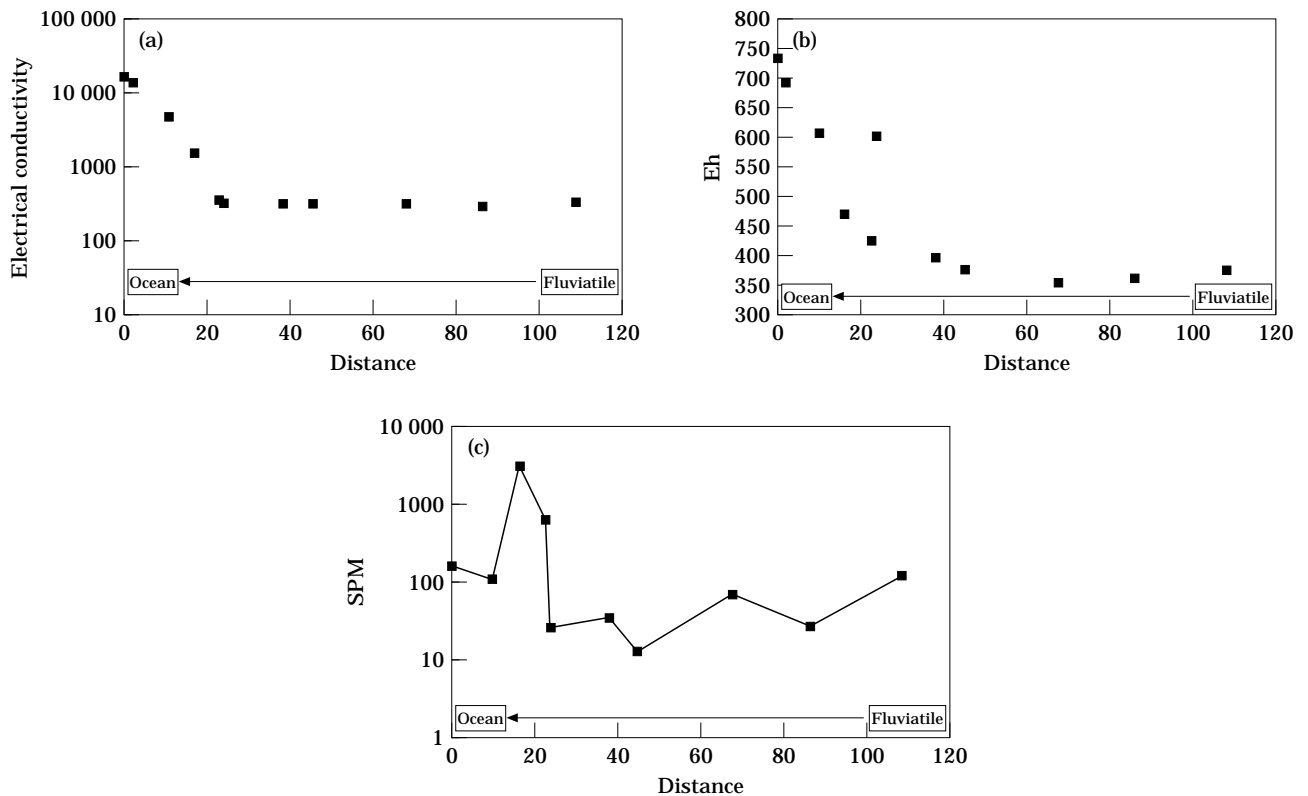 (a)
Electrical conductivity
100 000
10 000
1000
100
10
Ocean
Fluviatile
0 20 40 60 80 100 120
Distance
(b)
Eh
800
750
700
650
600
550
500
450
400
350
300
Ocean
Fluviatile
0 20 40 60 80 100 120
Distance
(c)
SPM
10 000
1000
100
10
1
Ocean
Fluviatile
0 20 40 60 80 100 120
Distance